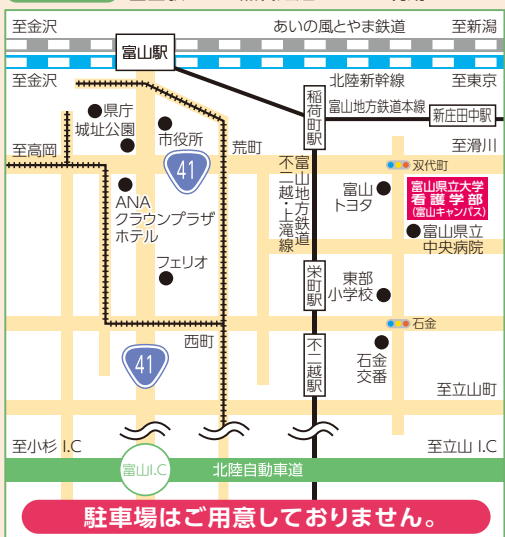 至金沢
あいの風とやま鉄道
至新潟
富山駅
至金沢
北陸新幹線
至東京
稲荷町駅
富山地方鉄道本線
新庄田中駅
県庁
城址公園
市役所
荒町
至高岡
至滑川
41
双代町
富山地方鉄道
不二越・上滝線
富山
トヨタ
富山県立大学
看護学部
(富山キャンパス)
ANA
クラウンプラザ
ホテル
富山県立
中央病院
フェリオ
栄町駅
東部
小学校
石金
西町
不二越駅
41
石金
交番
至立山町
至小杉 I.C
至立山 I.C
富山I.C
北陸自動車道
駐車場はご用意しておりません。